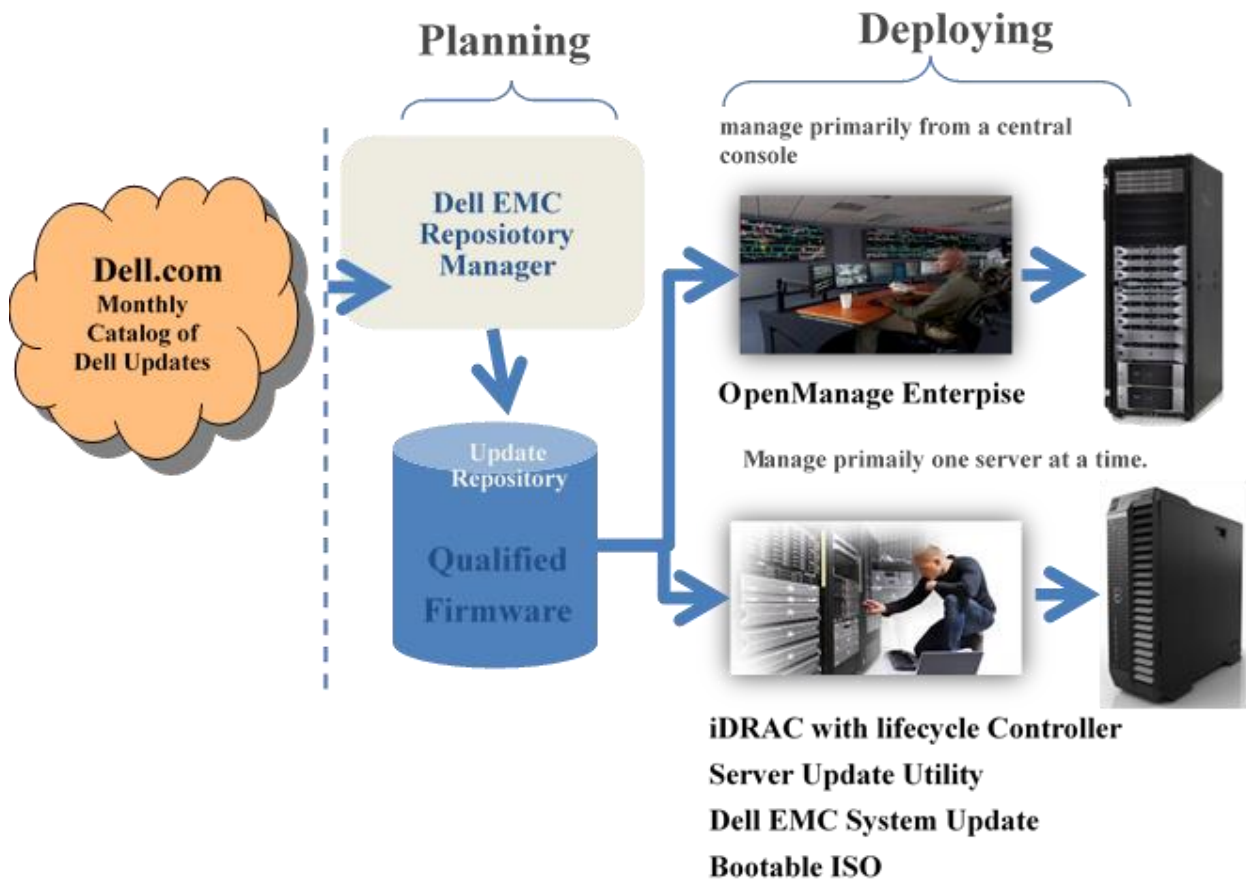 Planning
Deploying
Dell.com
Monthly
Catalog of
Dell Updates
Dell EMC
Reposiotory
Manager
Update
Repository
Qualified
Firmware
manage primarily from a central
console
OpenManage Enterpise
Manage primaily one server at a time.
iDRAC with lifecycle Controller
Server Update Utility
Dell EMC System Update
Bootable ISO